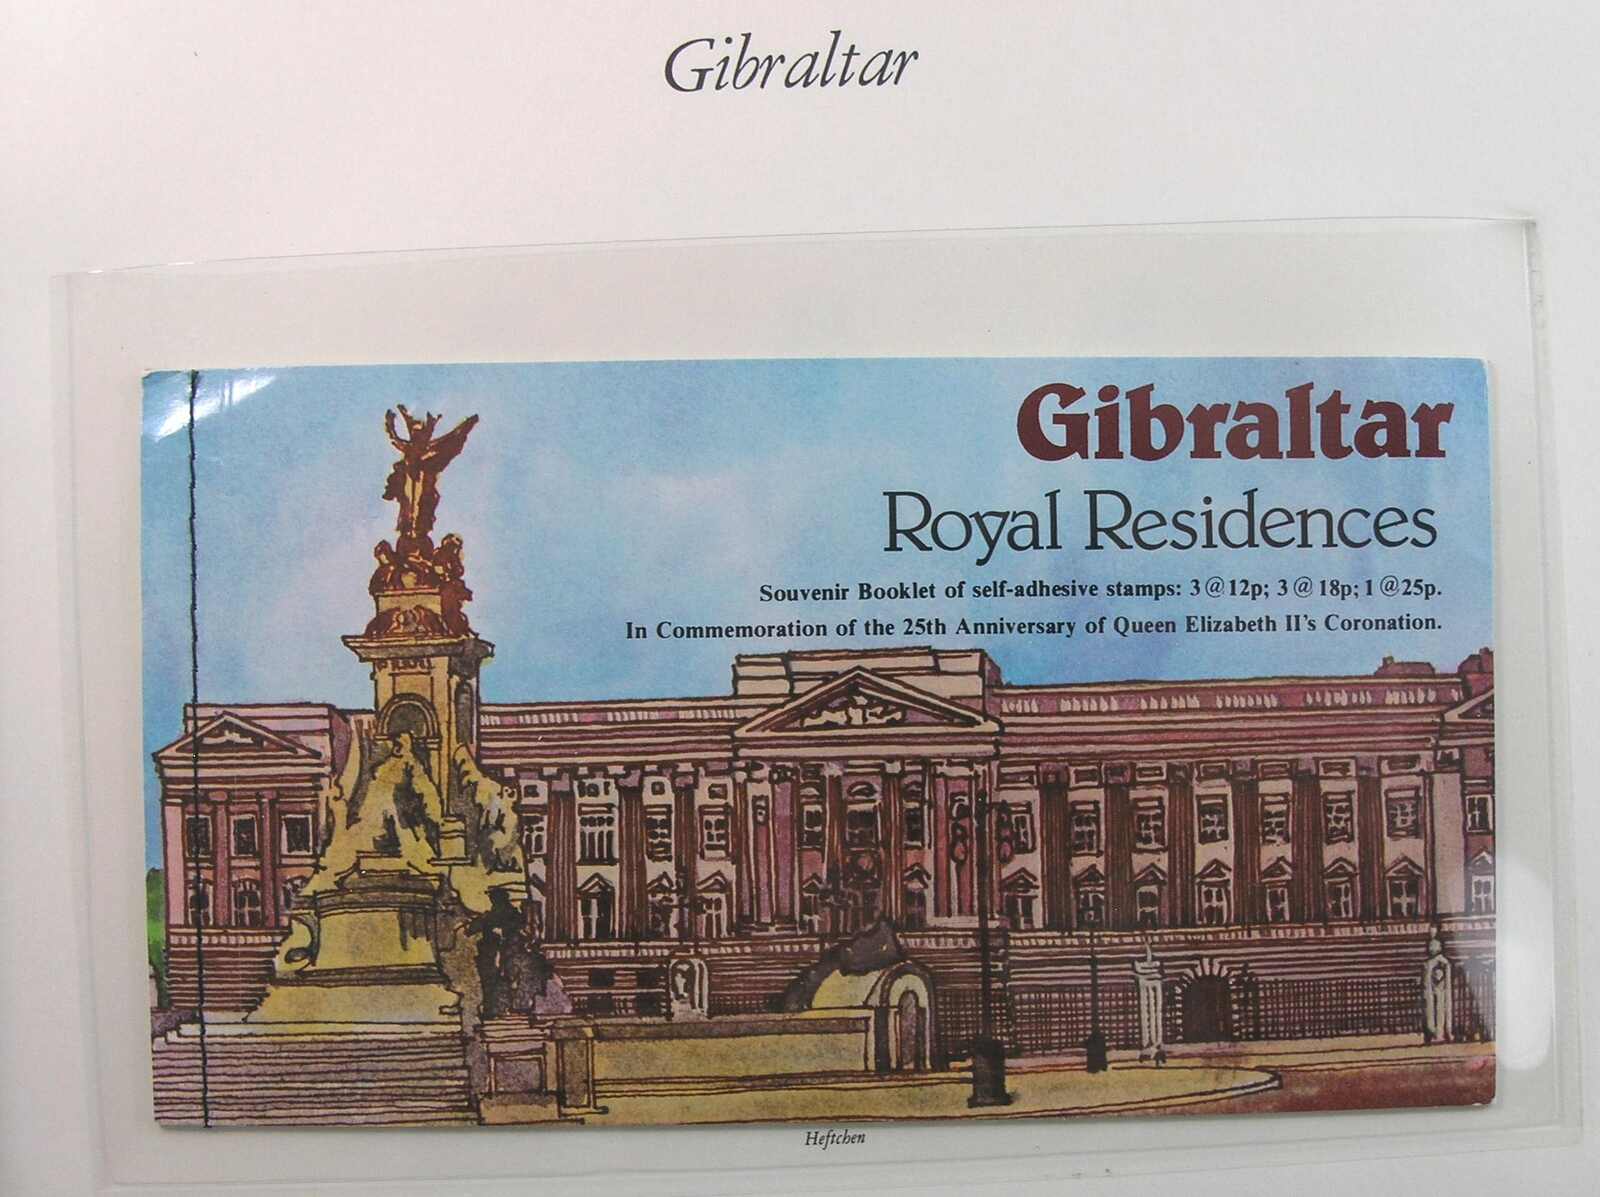 Gibraltar
Gibraltar
Royal Residences
Souvenir Booklet of self-adhesive stamps: 3 @ 12p; 3 @ 18p; 1 @ 25p.
In Commemoration of the 25th Anniversary of Queen Elizabeth II's Coronation.
Heftchen